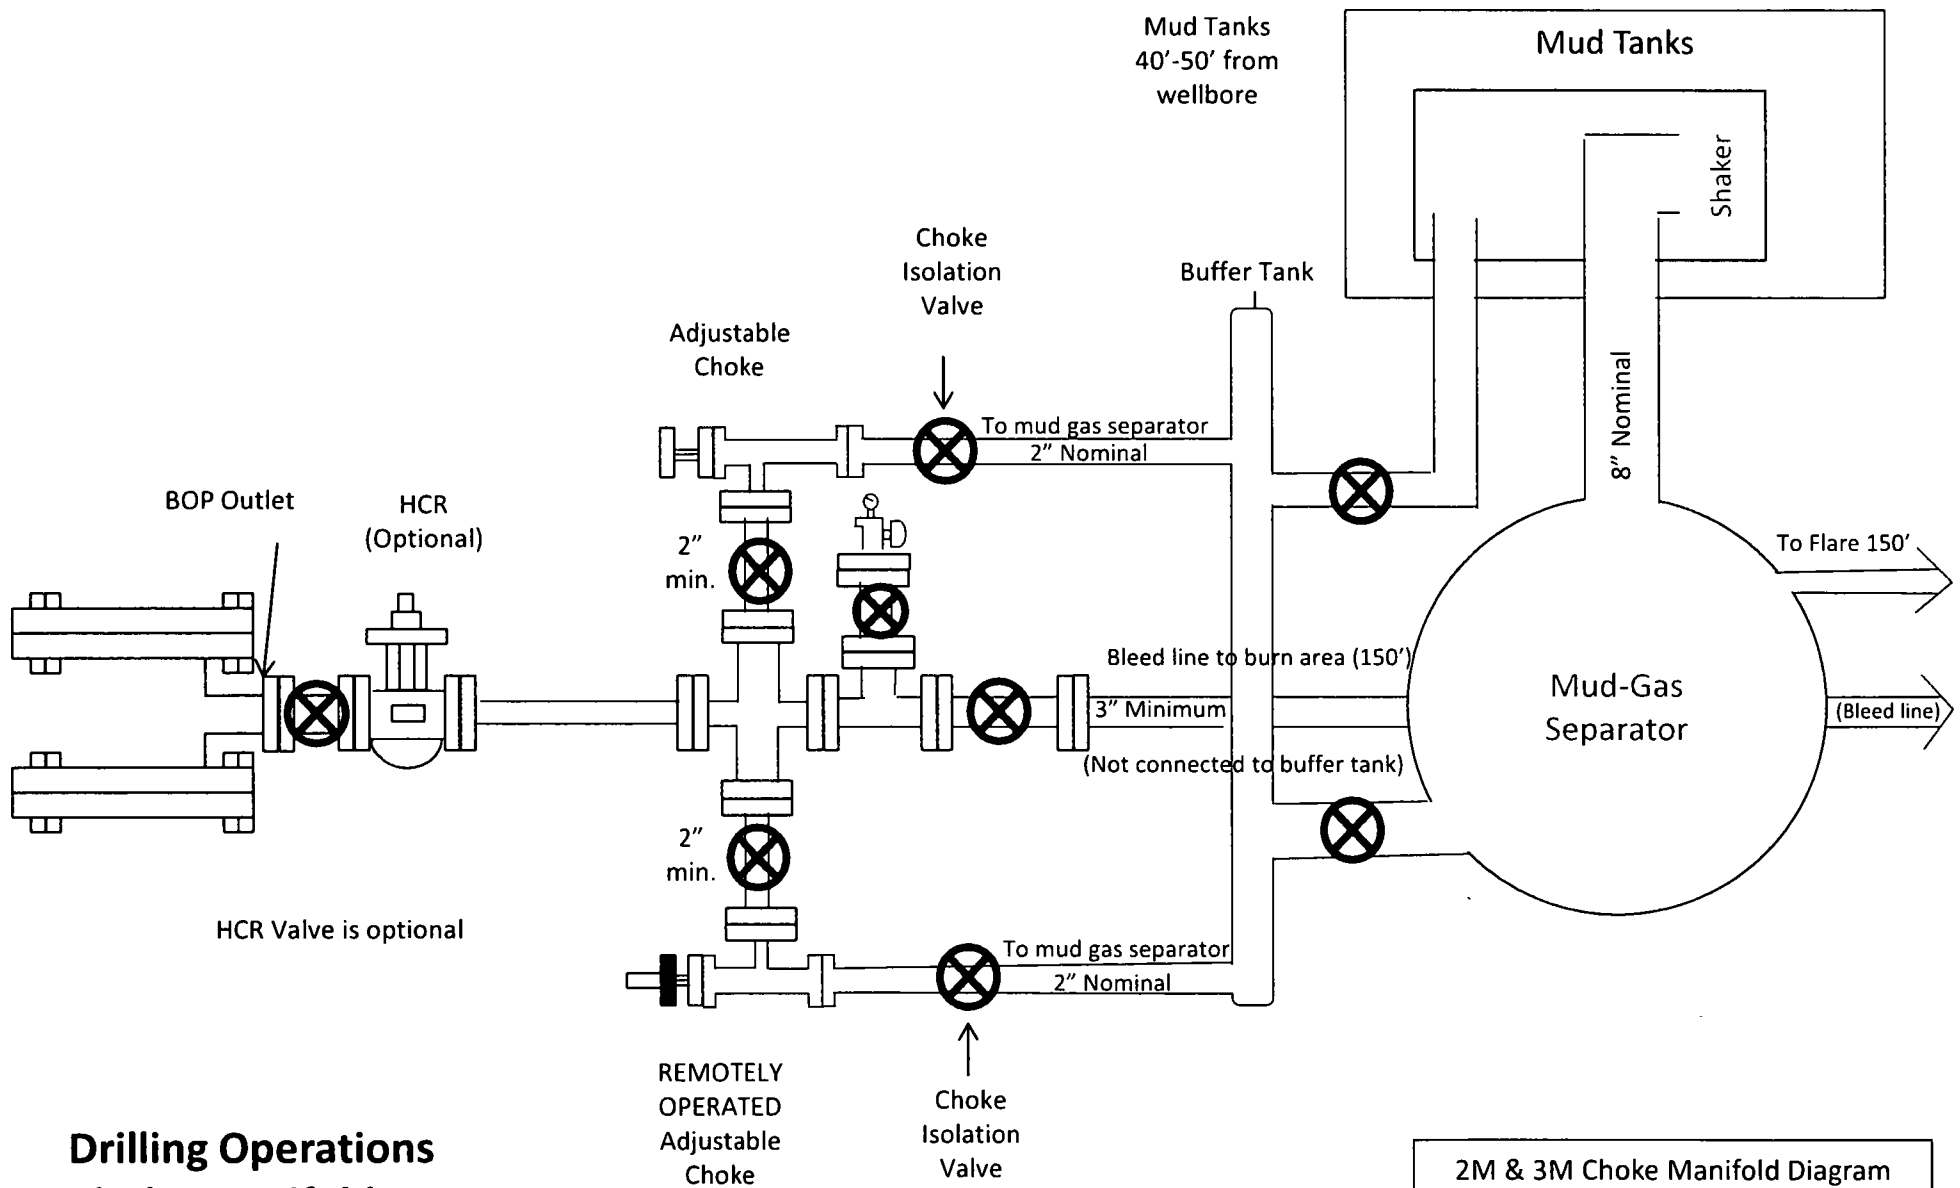 Mud Tanks
40’-50’ from
wellbore
Mud Tanks
Shaker
Choke
Isolation
Valve
Buffer Tank
Adjustable
Choke
8” Nominal
To mud gas separator
2” Nominal
BOP Outlet
HCR
(Optional)
2”
min.
To Flare 150’
Bleed line to burn area (150’)
3” Minimum
(Not connected to buffer tank)
Mud-Gas
Separator
(Bleed line)
2”
min.
HCR Valve is optional
To mud gas separator
2” Nominal
REMOTELY
OPERATED
Adjustable
Choke
Choke
Isolation
Valve
Drilling Operations
2M & 3M Choke Manifold Diagram